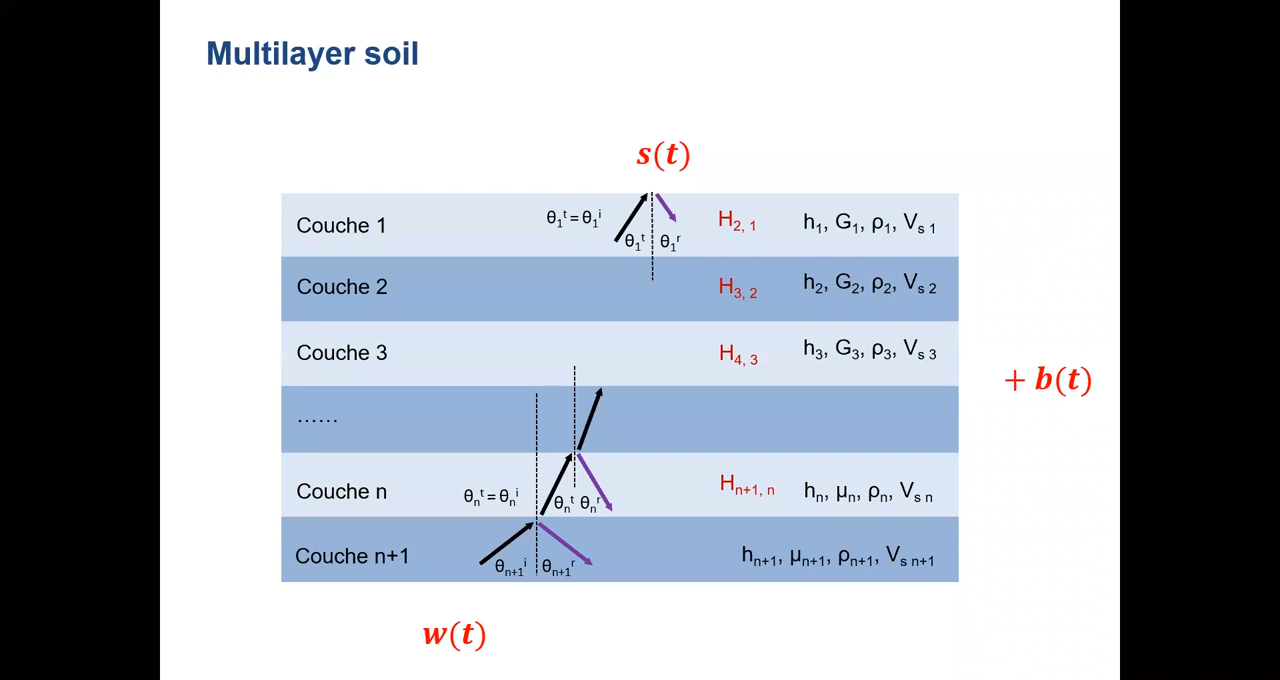 Multilayer soil
s(t)
Couche 1 θ₁ᵗ = θ₁ⁱ θ₁ᵗ θ₁ʳ H₂, ₁ h₁, G₁, ρ₁, Vₛ ₁
Couche 2 H₃, ₂ h₂, G₂, ρ₂, Vₛ ₂
Couche 3 H₄, ₃ h₃, G₃, ρ₃, Vₛ ₃
+ b(t)
......
Couche n θₙᵗ = θₙⁱ θₙᵗ θₙʳ Hₙ₊₁, ₙ hₙ, μₙ, ρₙ, Vₛ ₙ
Couche n+1 θₙ₊₁ⁱ θₙ₊₁ʳ hₙ₊₁, μₙ₊₁, ρₙ₊₁, Vₛ ₙ₊₁
w(t)